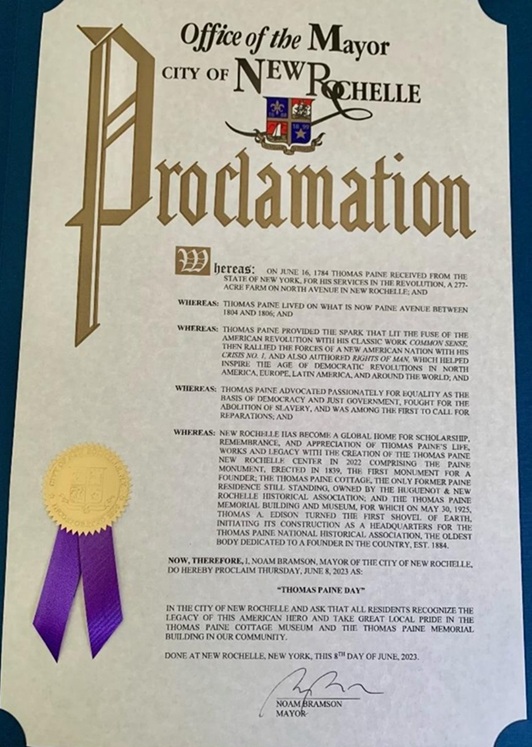 Office of the Mayor
CITY OF NEW ROCHELLE
Proclamation
Whereas: ON JUNE 16, 1784 THOMAS PAINE RECEIVED FROM THE
STATE OF NEW YORK, FOR HIS SERVICES IN THE REVOLUTION, A 277-
ACRE FARM ON NORTH AVENUE IN NEW ROCHELLE; AND
WHEREAS: THOMAS PAINE LIVED ON WHAT IS NOW PAINE AVENUE BETWEEN
1804 AND 1806; AND
WHEREAS: THOMAS PAINE PROVIDED THE SPARK THAT LIT THE FUSE OF THE
AMERICAN REVOLUTION WITH HIS CLASSIC WORK COMMON SENSE,
THEN RALLIED THE FORCES OF A NEW AMERICAN NATION WITH HIS
CRISIS NO. 1, AND ALSO AUTHORED RIGHTS OF MAN, WHICH HELPED
INSPIRE THE AGE OF DEMOCRATIC REVOLUTIONS IN NORTH
AMERICA, EUROPE, LATIN AMERICA, AND AROUND THE WORLD; AND
WHEREAS: THOMAS PAINE ADVOCATED PASSIONATELY FOR EQUALITY AS THE
BASIS OF DEMOCRACY AND JUST GOVERNMENT, FOUGHT FOR THE
ABOLITION OF SLAVERY, AND WAS AMONG THE FIRST TO CALL FOR
REPARATIONS; AND
WHEREAS: NEW ROCHELLE HAS BECOME A GLOBAL HOME FOR SCHOLARSHIP,
REMEMBRANCE, AND APPRECIATION OF THOMAS PAINE'S LIFE,
WORKS AND LEGACY WITH THE CREATION OF THE THOMAS PAINE
NEW ROCHELLE CENTER IN 2022 COMPRISING THE PAINE
MONUMENT, ERECTED IN 1839, THE FIRST MONUMENT FOR A
FOUNDER; THE THOMAS PAINE COTTAGE, THE ONLY FORMER PAINE
RESIDENCE STILL STANDING, OWNED BY THE HUGUENOT & NEW
ROCHELLE HISTORICAL ASSOCIATION; AND THE THOMAS PAINE
MEMORIAL BUILDING AND MUSEUM, FOR WHICH ON MAY 30, 1925,
THOMAS A. EDISON TURNED THE FIRST SHOVEL OF EARTH,
INITIATING ITS CONSTRUCTION AS A HEADQUARTERS FOR THE
THOMAS PAINE NATIONAL HISTORICAL ASSOCIATION, THE OLDEST
BODY DEDICATED TO A FOUNDER IN THE COUNTRY, EST. 1884.
NOW, THEREFORE, I, NOAM BRAMSON, MAYOR OF THE CITY OF NEW ROCHELLE,
DO HEREBY PROCLAIM THURSDAY, JUNE 8, 2023 AS:
"THOMAS PAINE DAY"
IN THE CITY OF NEW ROCHELLE AND ASK THAT ALL RESIDENTS RECOGNIZE THE
LEGACY OF THIS AMERICAN HERO AND TAKE GREAT LOCAL PRIDE IN THE
THOMAS PAINE COTTAGE MUSEUM AND THE THOMAS PAINE MEMORIAL
BUILDING IN OUR COMMUNITY.
DONE AT NEW ROCHELLE, NEW YORK, THIS 8TH DAY OF JUNE, 2023.
NOAM BRAMSON
MAYOR